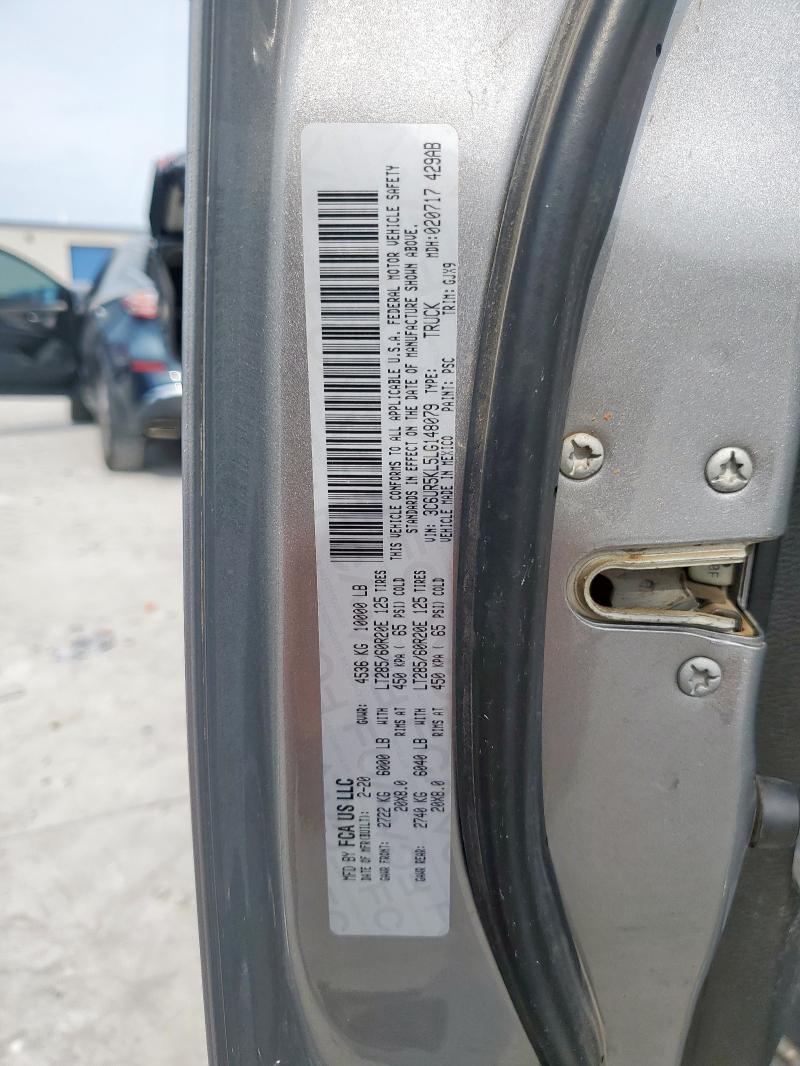 MFD BY FCA US LLC
DATE OF MFR(BUILT): 2-20 GVWR: 4536 KG 10000 LB
GAWR FRONT: 2722 KG 6000 LB WITH LT285/60R20E 125 TIRES
20X8.0 RIMS AT 450 KPA ( 65 PSI) COLD
GAWR REAR: 2740 KG 6040 LB WITH LT285/60R20E 125 TIRES
20X8.0 RIMS AT 450 KPA ( 65 PSI) COLD
THIS VEHICLE CONFORMS TO ALL APPLICABLE U.S.A. FEDERAL MOTOR VEHICLE SAFETY
STANDARDS IN EFFECT ON THE DATE OF MANUFACTURE SHOWN ABOVE.
VIN: 3C6UR5KL5LG148079 TYPE: TRUCK MDH:020717 429AB
VEHICLE MADE IN MEXICO PAINT: PSC TRIM: GJX9